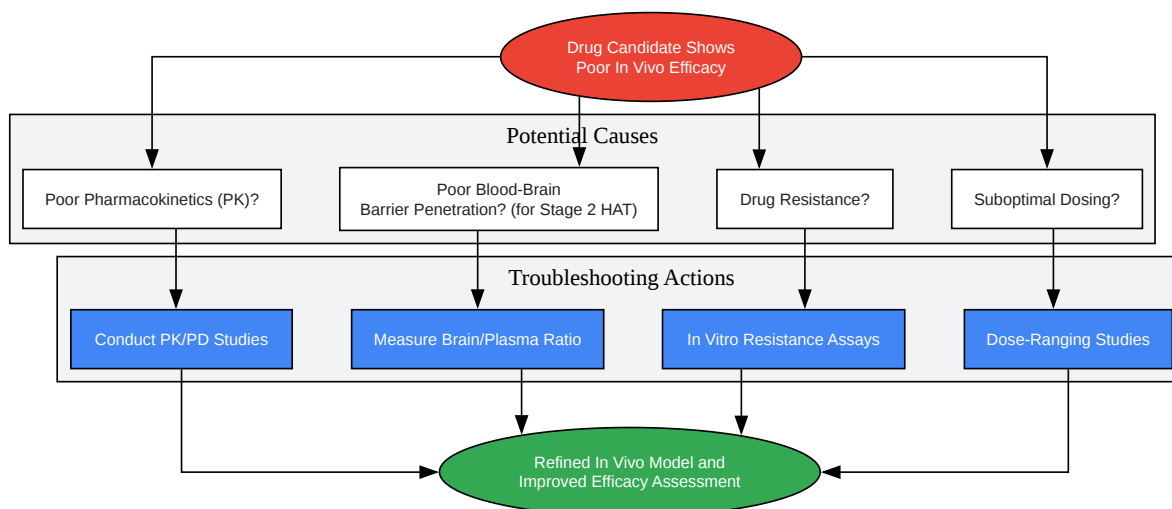 Drug Candidate Shows
Poor In Vivo Efficacy
Potential Causes
Poor Pharmacokinetics (PK)?
Poor Blood-Brain
Barrier Penetration? (for Stage 2 HAT)
Drug Resistance?
Suboptimal Dosing?
Troubleshooting Actions
Conduct PK/PD Studies
Measure Brain/Plasma Ratio
In Vitro Resistance Assays
Dose-Ranging Studies
Refined In Vivo Model and
Improved Efficacy Assessment